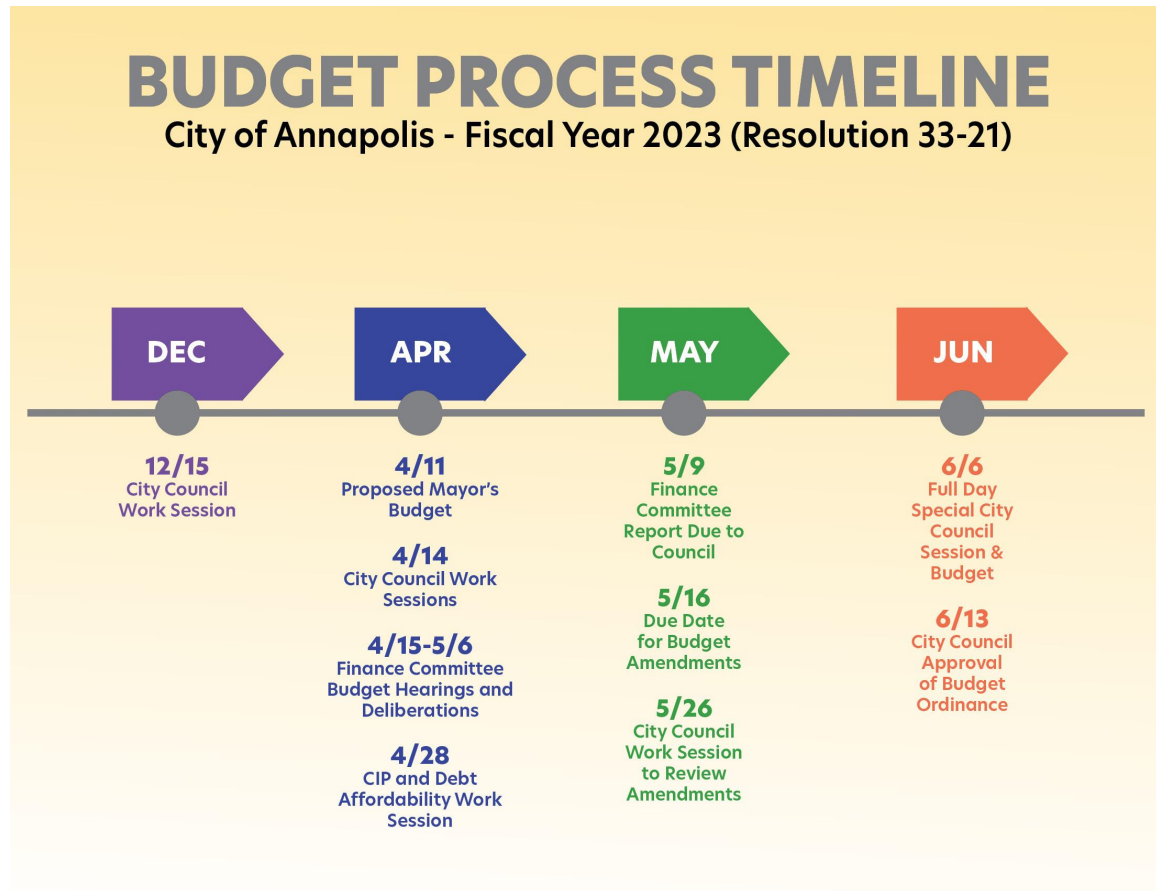 BUDGET PROCESS TIMELINE
City of Annapolis - Fiscal Year 2023 (Resolution 33-21)
DEC
12/15
City Council
Work Session
APR
4/11
Proposed Mayor's
Budget
4/14
City Council Work
Sessions
4/15-5/6
Finance Committee
Budget Hearings and
Deliberations
4/28
CIP and Debt
Affordability Work
Session
MAY
5/9
Finance
Committee
Report Due to
Council
5/16
Due Date
for Budget
Amendments
5/26
City Council
Work Session
to Review
Amendments
JUN
6/6
Full Day
Special City
Council
Session &
Budget
6/13
City Council
Approval
of Budget
Ordinance